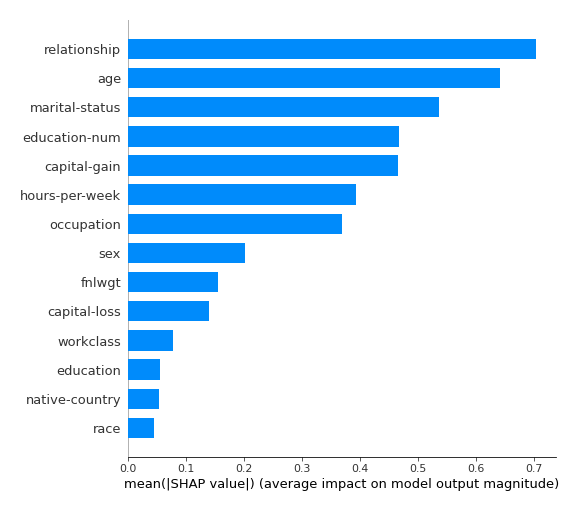 relationship
age
marital-status
education-num
capital-gain
hours-per-week
occupation
sex
fnlwgt
capital-loss
workclass
education
native-country
race
0.0 0.1 0.2 0.3 0.4 0.5 0.6 0.7
mean(|SHAP value|) (average impact on model output magnitude)